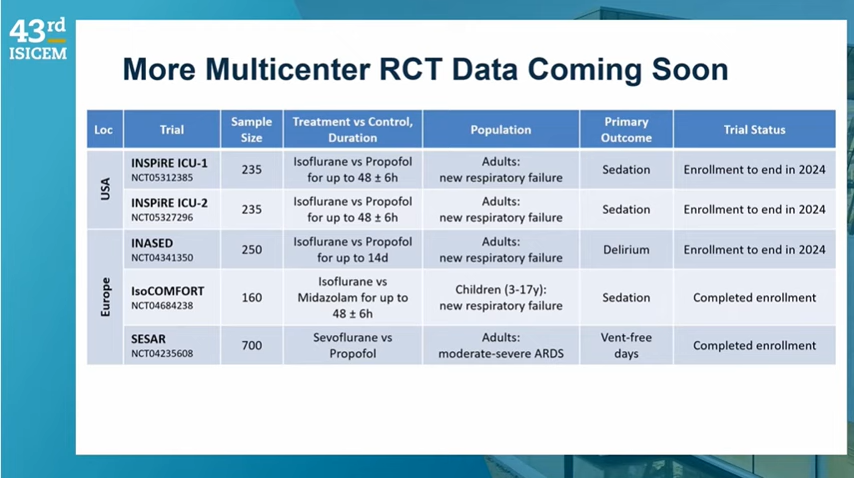 43rd
ISICEM
More Multicenter RCT Data Coming Soon
Loc
Trial
Sample
Size
Treatment vs Control,
Duration
Population
Primary
Outcome
Trial Status
USA
INSPiRE ICU-1
NCT05312385
235
Isoflurane vs Propofol
for up to 48 ± 6h
Adults:
new respiratory failure
Sedation
Enrollment to end in 2024
INSPiRE ICU-2
NCT05327296
235
Isoflurane vs Propofol
for up to 48 ± 6h
Adults:
new respiratory failure
Sedation
Enrollment to end in 2024
Europe
INASED
NCT04341350
250
Isoflurane vs Propofol
for up to 14d
Adults:
new respiratory failure
Delirium
Enrollment to end in 2024
IsoCOMFORT
NCT04684238
160
Isoflurane vs
Midazolam for up to
48 ± 6h
Children (3-17y):
new respiratory failure
Sedation
Completed enrollment
SESAR
NCT04235608
700
Sevoflurane vs
Propofol
Adults:
moderate-severe ARDS
Vent-free
days
Completed enrollment